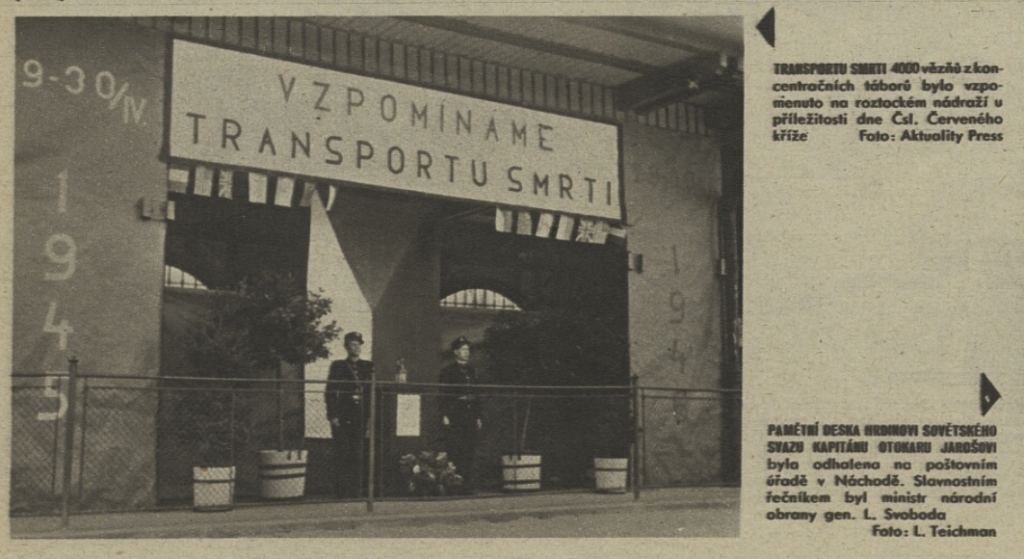 9-30/IV.
1
9
4
5
VZPOMÍNÁME
TRANSPORTU SMRTI
1
9
4
TRANSPORTU SMRTI 4000 vězňů z kon-
centračních táborů bylo vzpo-
menuto na roztockém nádraží u
příležitosti dne Čsl. Červeného
kříže Foto: Aktuality Press
PAMĚTNÍ DESKA HRDINOVI SOVĚTSKÉHO
SVAZU KAPITÁNU OTOKARU JAROŠOVI
byla odhalena na poštovním
úřadě v Náchodě. Slavnostním
řečníkem byl ministr národní
obrany gen. L. Svoboda
Foto: L. Teichman